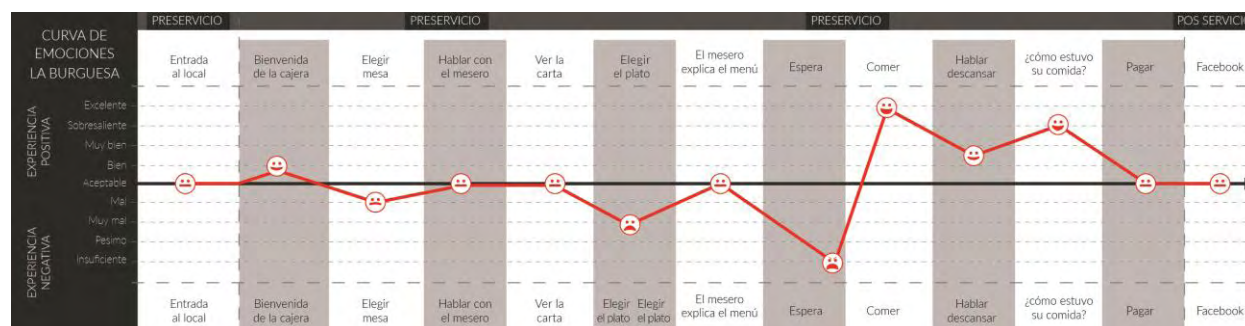 PRESERVICIO
PRESERVICIO
PRESERVICIO
POS SERVICIO
CURVA DE
EMOCIONES
LA BURGUESA
Entrada
al local
Bienvenida
de la cajera
Elegir
mesa
Hablar con
el mesero
Ver la
carta
Elegir
el plato
El mesero
explica el menú
Espera
Comer
Hablar
descansar
¿cómo estuvo
su comida?
Pagar
Facebook
EXPERIENCIA
POSITIVA
Excelente
Sobresaliente
Muy bien
Bien
Aceptable
Mal
Muy mal
Pesimo
Insuficiente
EXPERIENCIA
NEGATIVA
Entrada
al local
Bienvenida
de la cajera
Elegir
mesa
Hablar con
el mesero
Ver la
carta
Elegir Elegir
el plato el plato
El mesero
explica el menú
Espera
Comer
Hablar
descansar
¿cómo estuvo
su comida?
Pagar
Facebook